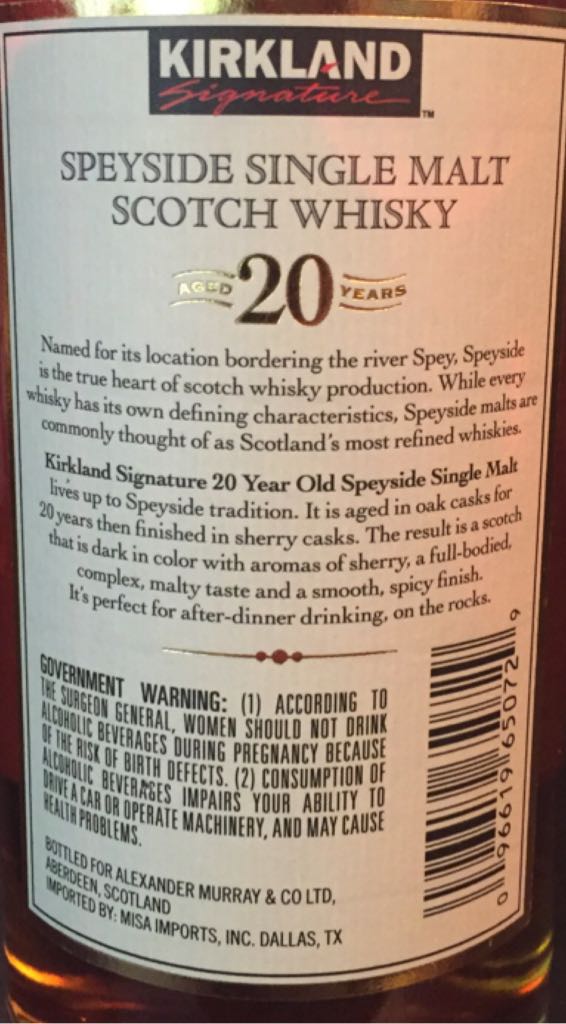 KIRKLAND
Signature™
SPEYSIDE SINGLE MALT
SCOTCH WHISKY
AGED 20 YEARS
Named for its location bordering the river Spey, Speyside
is the true heart of scotch whisky production. While every
whisky has its own defining characteristics, Speyside malts are
commonly thought of as Scotland's most refined whiskies.
Kirkland Signature 20 Year Old Speyside Single Malt
lives up to Speyside tradition. It is aged in oak casks for
20 years then finished in sherry casks. The result is a scotch
that is dark in color with aromas of sherry, a full-bodied,
complex, malty taste and a smooth, spicy finish.
It's perfect for after-dinner drinking, on the rocks.
GOVERNMENT WARNING: (1) ACCORDING TO
THE SURGEON GENERAL, WOMEN SHOULD NOT DRINK
ALCOHOLIC BEVERAGES DURING PREGNANCY BECAUSE
OF THE RISK OF BIRTH DEFECTS. (2) CONSUMPTION OF
ALCOHOLIC BEVERAGES IMPAIRS YOUR ABILITY TO
DRIVE A CAR OR OPERATE MACHINERY, AND MAY CAUSE
HEALTH PROBLEMS.
BOTTLED FOR ALEXANDER MURRAY & CO LTD,
ABERDEEN, SCOTLAND
IMPORTED BY: MISA IMPORTS, INC. DALLAS, TX
0 96619 65072 9